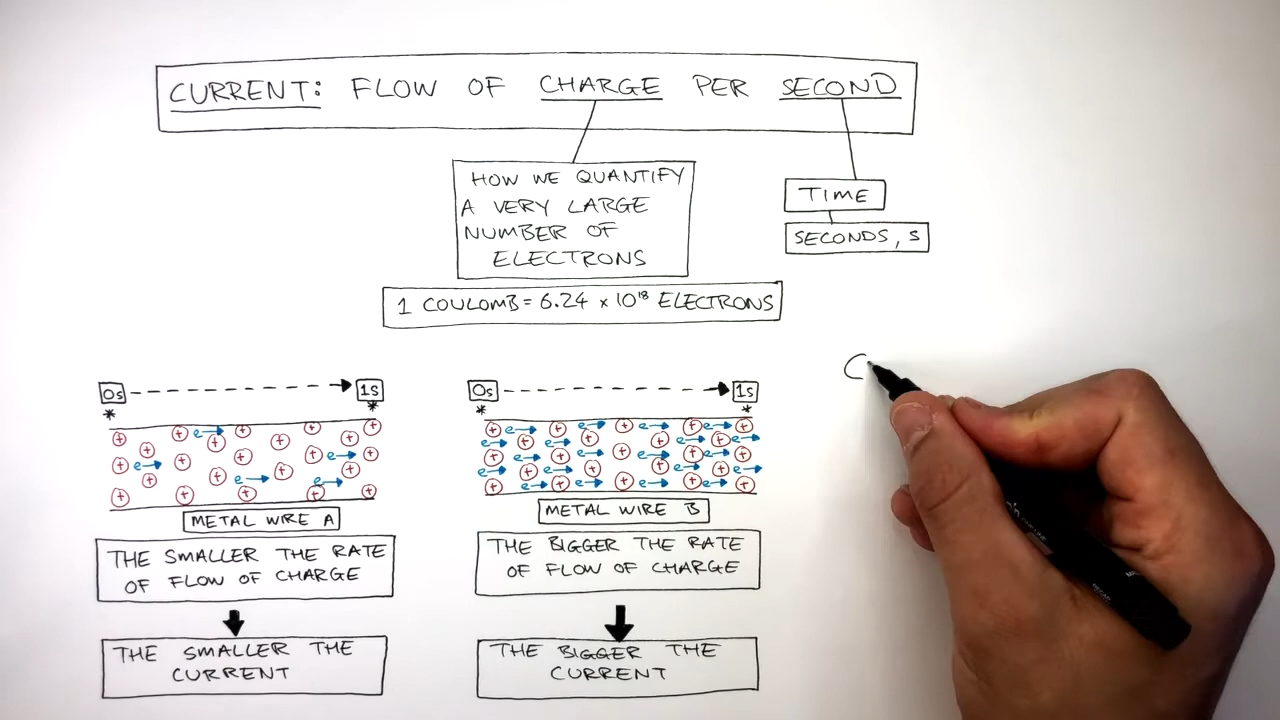 CURRENT: FLOW OF CHARGE PER SECOND
HOW WE QUANTIFY
A VERY LARGE
NUMBER OF
ELECTRONS
TIME
SECONDS, S
1 COULOMB = 6.24 × 10¹⁸ ELECTRONS
0s
1s
*
*
+ + + + + + + + + + + + + + + + + + + +
e e e e e
METAL WIRE A
THE SMALLER THE RATE
OF FLOW OF CHARGE
THE SMALLER THE
CURRENT
0s
1s
*
*
METAL WIRE B
THE BIGGER THE RATE
OF FLOW OF CHARGE
THE BIGGER THE
CURRENT
C